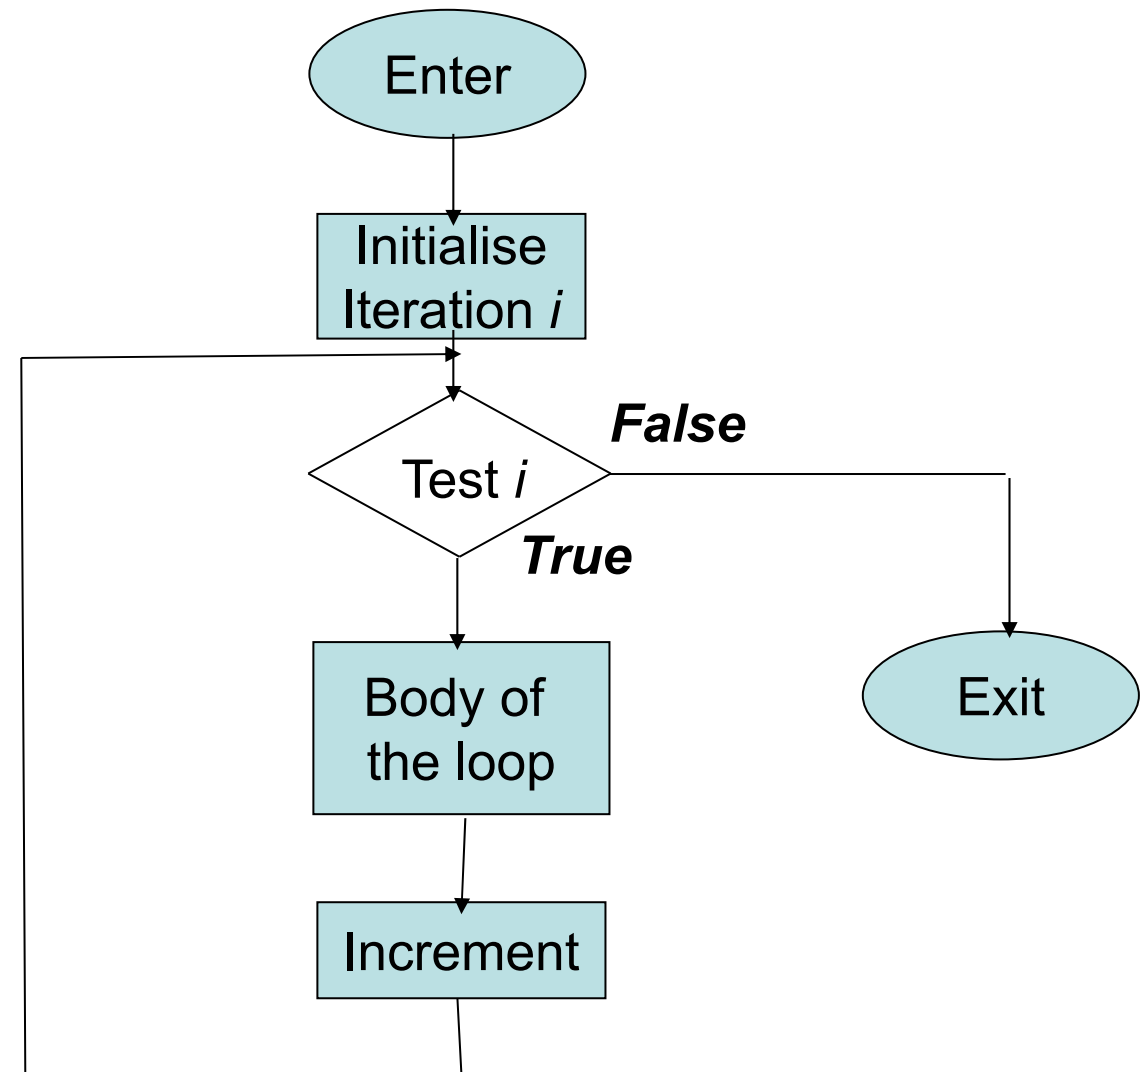 Enter
Initialise
Iteration i
False
Test i
True
Body of
the loop
Exit
Increment